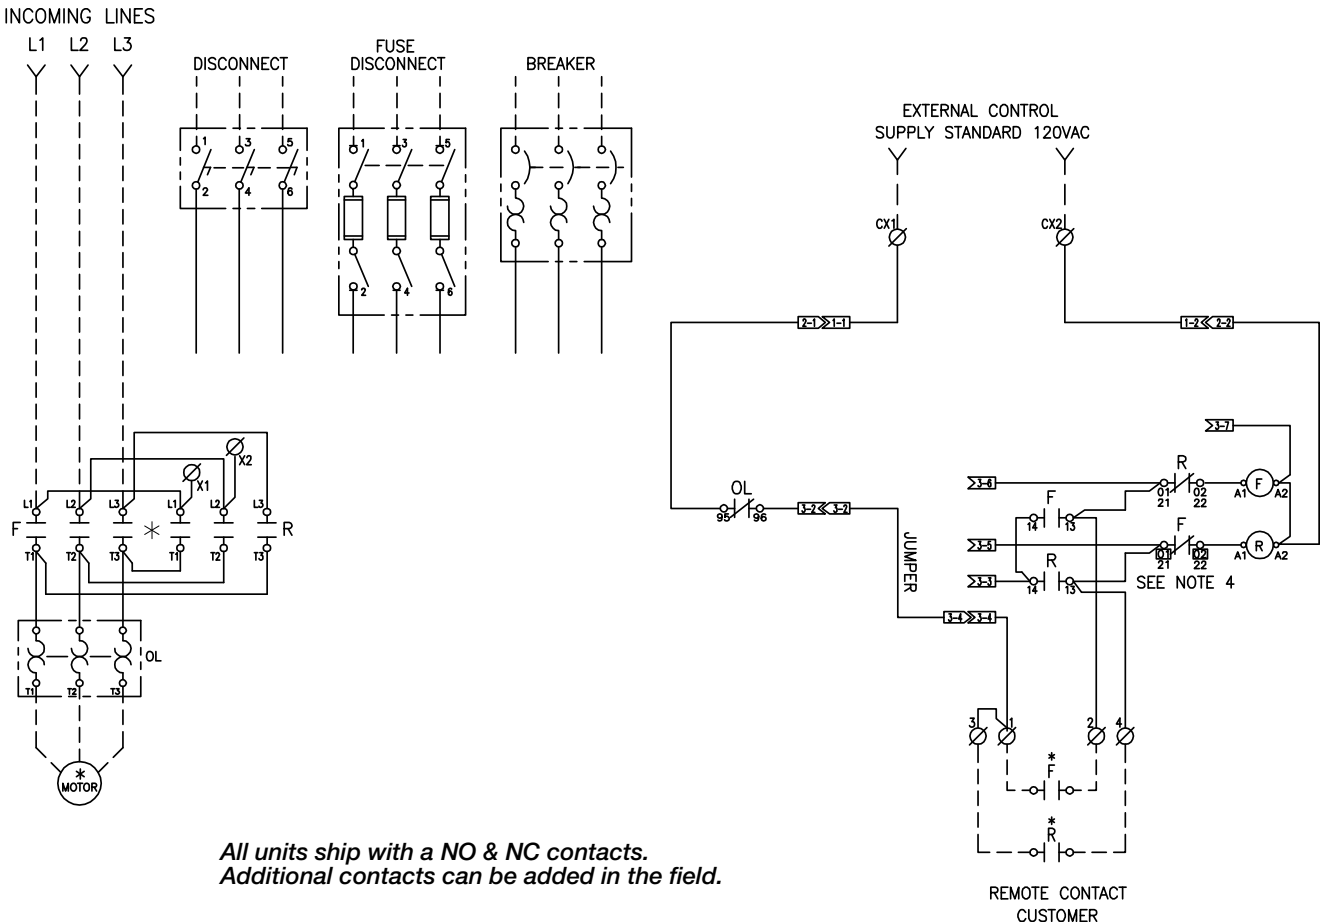 INCOMING LINES
L1 L2 L3
DISCONNECT
1 3 5
2 4 6
FUSE
DISCONNECT
1 3 5
2 4 6
BREAKER
EXTERNAL CONTROL
SUPPLY STANDARD 120VAC
CX1 CX2
2-1 1-1
1-2 2-2
3-7
X2
X1
L1 L2 L3 L1 L2 L3
F R
T1 T2 T3 T1 T2 T3
OL
T1 T2 T3
*
MOTOR
OL
95 96
3-2 3-2
JUMPER
3-4 3-4
3-6
R
01 02
21 22
A1 F A2
F
14 13
3-5
F
01 02
21 22
A1 R A2
3-3
R
14 13
SEE NOTE 4
3 1 2 4
*
F
*
R
REMOTE CONTACT
CUSTOMER
All units ship with a NO & NC contacts.
Additional contacts can be added in the field.